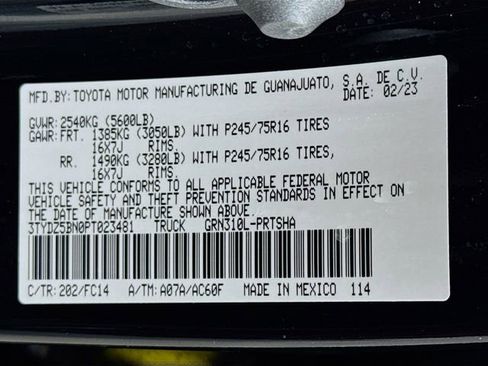 MFD.BY: TOYOTA MOTOR MANUFACTURING DE GUANAJUATO, S.A. DE C.V.
DATE: 02/23
GVWR: 2540KG (5600LB)
GAWR: FRT. 1385KG (3050LB) WITH P245/75R16 TIRES
16X7J RIMS,
RR. 1490KG (3280LB) WITH P245/75R16 TIRES,
16X7J RIMS.
THIS VEHICLE CONFORMS TO ALL APPLICABLE FEDERAL MOTOR
VEHICLE SAFETY AND THEFT PREVENTION STANDARDS IN EFFECT ON
THE DATE OF MANUFACTURE SHOWN ABOVE.
3TYDZ5BN0PT023481 TRUCK GRN310L-PRTSHA
C/TR: 202/FC14 A/TM: A07A/AC60F MADE IN MEXICO 114